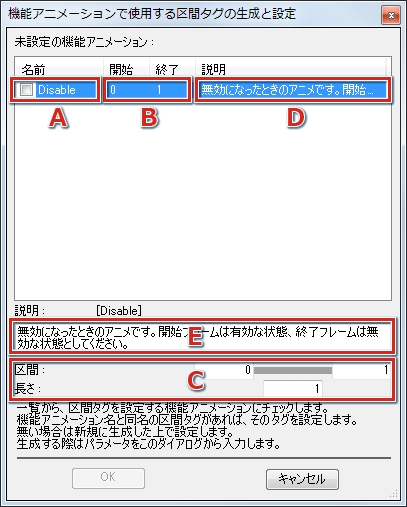 機能アニメーションで使用する区間タグの生成と設定
未設定の機能アニメーション：
名前 開始 終了 説明
Disable 0 1 無効になったときのアニメです。開始...
A B D
説明： [Disable]
無効になったときのアニメです。開始フレームは有効な状態、終了フレームは無
効な状態としてください。
E
区間： 0 1
C
長さ： 1
一覧から、区間タグを設定する機能アニメーションにチェックします。
機能アニメーション名と同名の区間タグがあれば、そのタグを設定します。
無い場合は新規に生成した上で設定します。
生成する際はパラメータをこのダイアログから入力します。
OK キャンセル